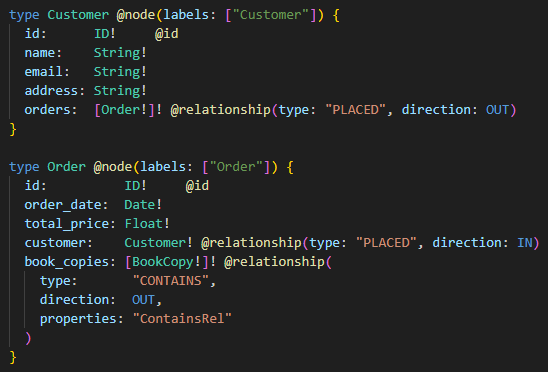 type Customer @node(labels: ["Customer"]) {
  id:      ID!     @id
  name:    String!
  email:   String!
  address: String!
  orders:  [Order!]! @relationship(type: "PLACED", direction: OUT)
}

type Order @node(labels: ["Order"]) {
  id:          ID!     @id
  order_date:  Date!
  total_price: Float!
  customer:    Customer! @relationship(type: "PLACED", direction: IN)
  book_copies: [BookCopy!]! @relationship(
    type:       "CONTAINS",
    direction:  OUT,
    properties: "ContainsRel"
  )
}